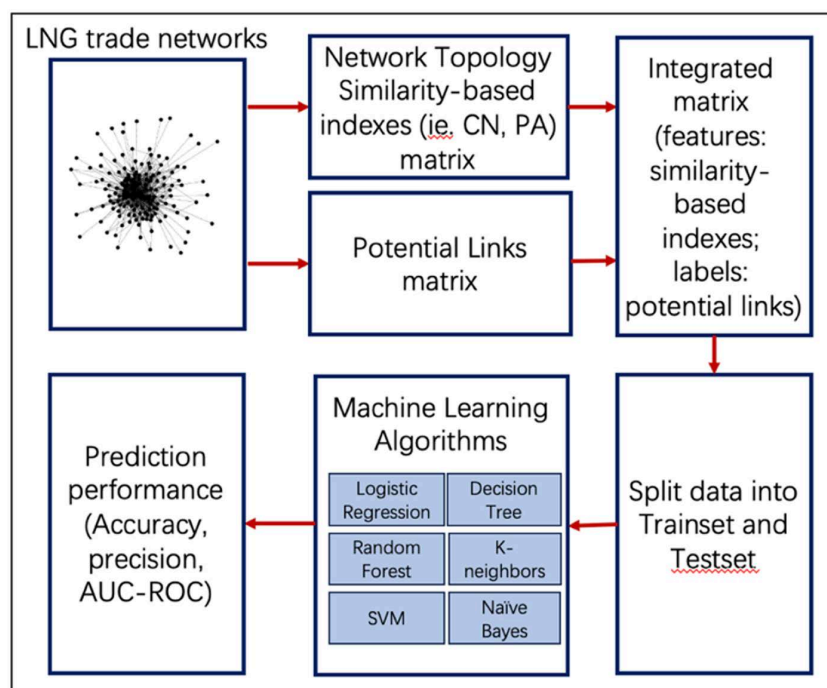 LNG trade networks
Network Topology
Similarity-based
indexes (ie. CN, PA)
matrix
Potential Links
matrix
Integrated
matrix
(features:
similarity-
based
indexes;
labels:
potential links)
Split data into
Trainset and
Testset
Machine Learning
Algorithms
Logistic
Regression
Decision
Tree
Random
Forest
K-
neighbors
SVM
Naïve
Bayes
Prediction
performance
(Accuracy,
precision,
AUC-ROC)